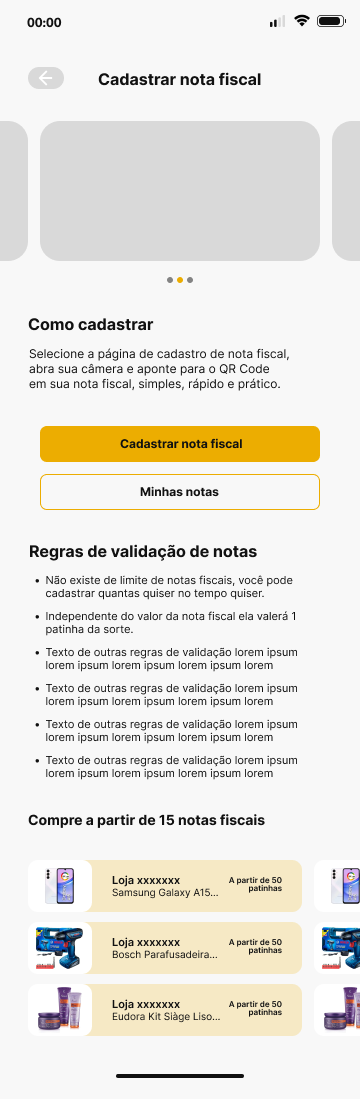 00:00
Cadastrar nota fiscal
Como cadastrar
Selecione a página de cadastro de nota fiscal,
abra sua câmera e aponte para o QR Code
em sua nota fiscal, simples, rápido e prático.
Cadastrar nota fiscal
Minhas notas
Regras de validação de notas
• Não existe de limite de notas fiscais, você pode
cadastrar quantas quiser no tempo quiser.
• Independente do valor da nota fiscal ela valerá 1
patinha da sorte.
• Texto de outras regras de validação lorem ipsum
lorem ipsum lorem ipsum lorem ipsum lorem
• Texto de outras regras de validação lorem ipsum
lorem ipsum lorem ipsum lorem ipsum lorem
• Texto de outras regras de validação lorem ipsum
lorem ipsum lorem ipsum lorem ipsum lorem
• Texto de outras regras de validação lorem ipsum
lorem ipsum lorem ipsum lorem ipsum lorem
Compre a partir de 15 notas fiscais
Loja xxxxxxx
Samsung Galaxy A15...
A partir de 50
patinhas
Loja xxxxxxx
Bosch Parafusadeira...
A partir de 50
patinhas
Loja xxxxxxx
Eudora Kit Siàge Liso...
A partir de 50
patinhas